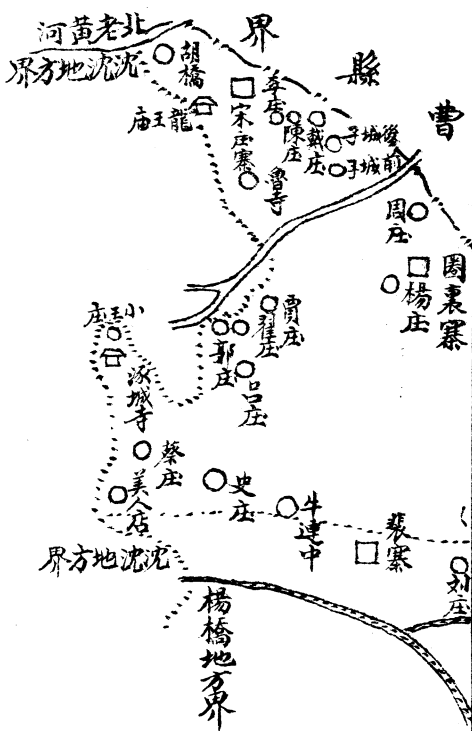 曹
縣
界
北老黃河
沈沈地方界
胡橋
龍王庙
宋庄寨
李庄
陳庄
戴庄
後城子
前城子
魯寺
周庄
圈裏寨
楊庄
賈庄
翟庄
郭庄
呂庄
小王庄
涿城寺
蔡庄
美人店
史庄
牛連中
裴寨
刘庄
沈沈地方界
楊橋地方界